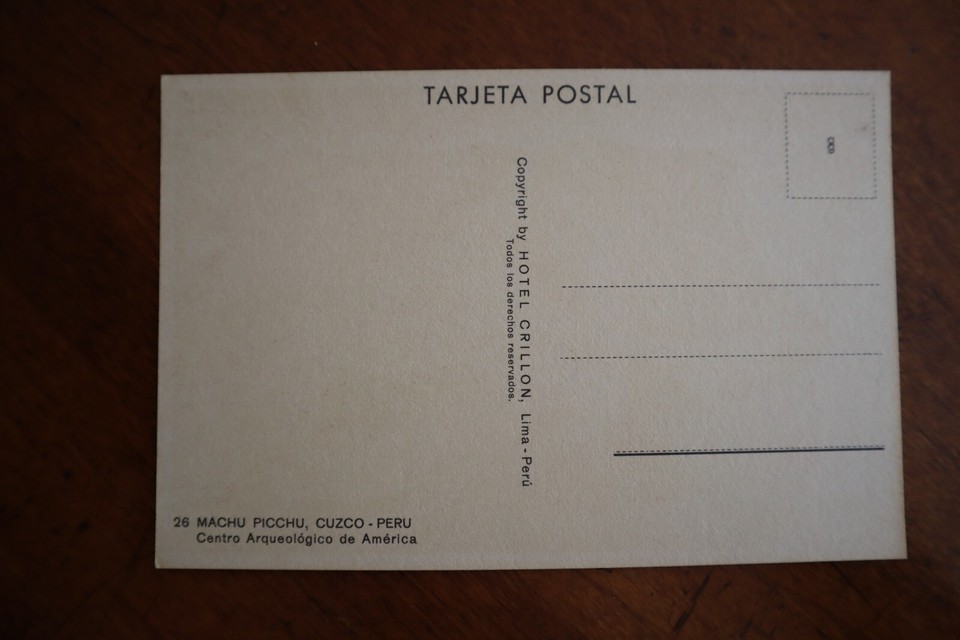 TARJETA POSTAL
Copyright by HOTEL CRILLON, Lima - Perú
Todos los derechos reservados.
26 MACHU PICCHU, CUZCO - PERU
Centro Arqueológico de América